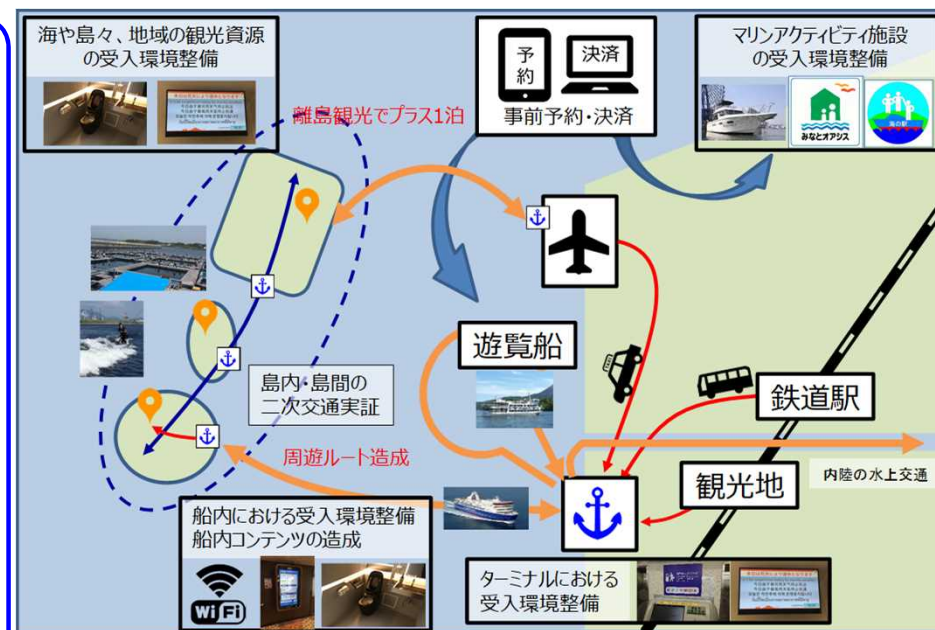 海や島々、地域の観光資源
の受入環境整備
予
約
決済
事前予約・決済
マリンアクティビティ施設
の受入環境整備
みなとオアシス
海の駅
離島観光でプラス1泊
遊覧船
TAXI
島内・島間の
二次交通実証
鉄道駅
周遊ルート造成
内陸の水上交通
観光地
船内における受入環境整備
船内コンテンツの造成
Wi Fi
ターミナルにおける
受入環境整備